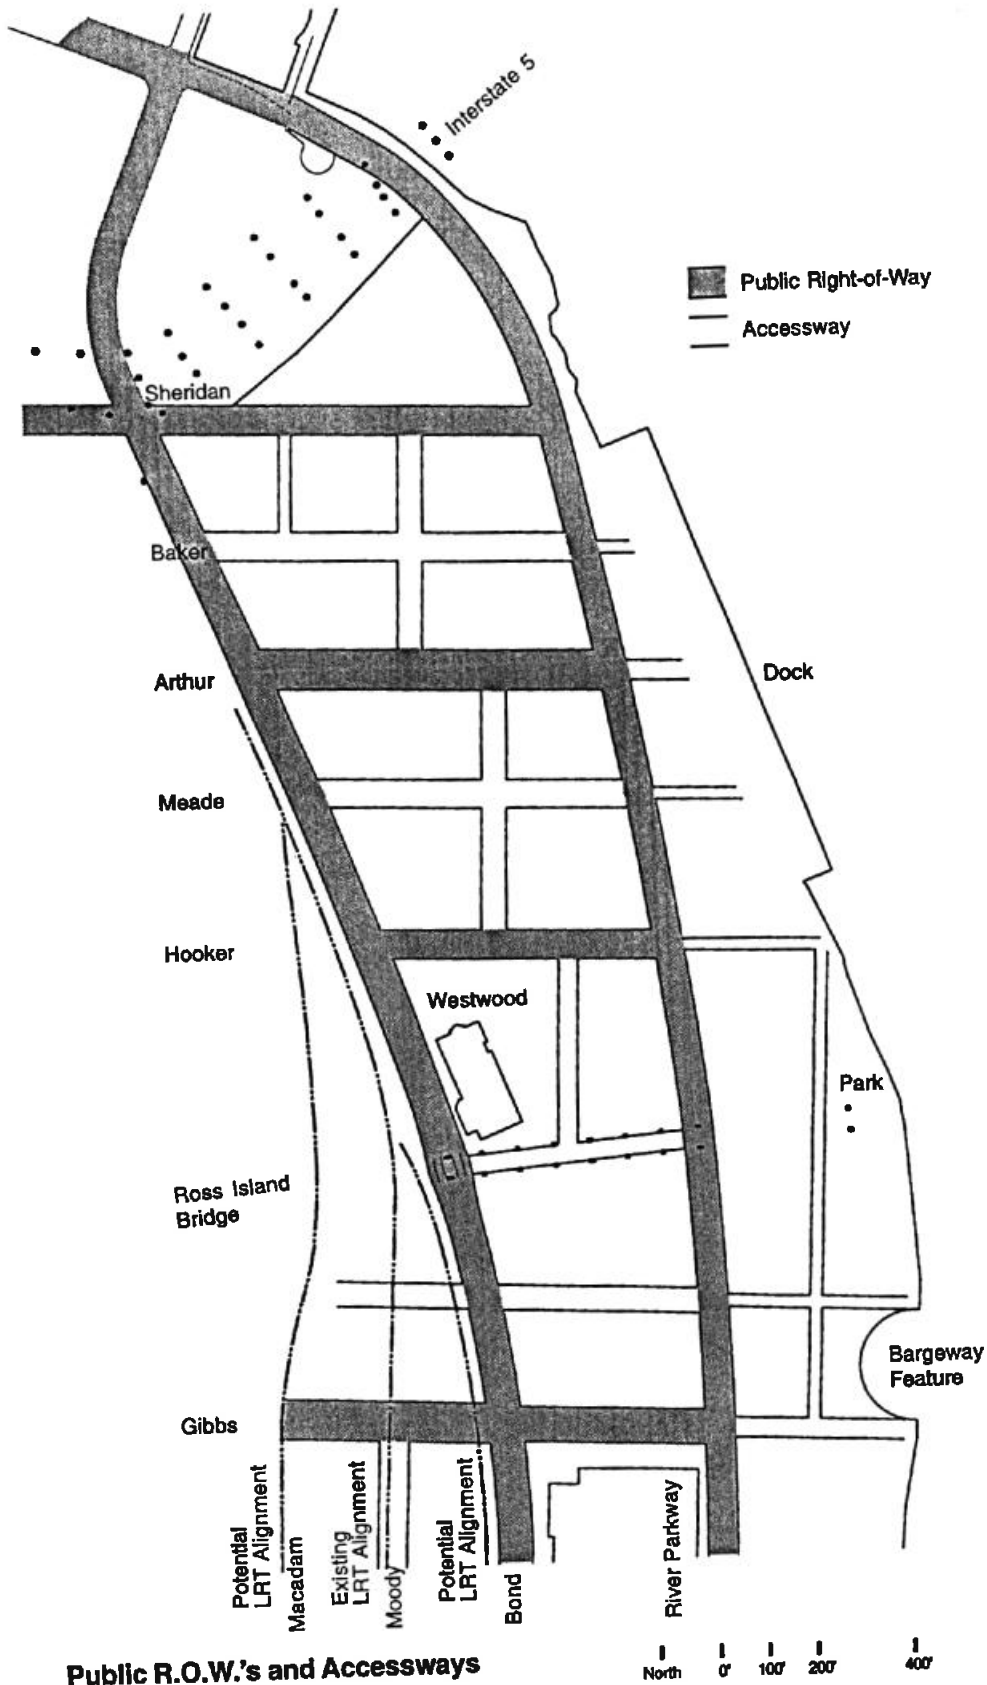 Interstate 5
Public Right-of-Way
Accessway
Sheridan
Baker
Arthur
Dock
Meade
Hooker
Westwood
Park
Ross Island
Bridge
Bargeway
Feature
Gibbs
Potential
LRT Alignment
Macadam
Existing
LRT Alignment
Moody
Potential
LRT Alignment
Bond
River Parkway
Public R.O.W.'s and Accessways
North 0' 100' 200' 400'